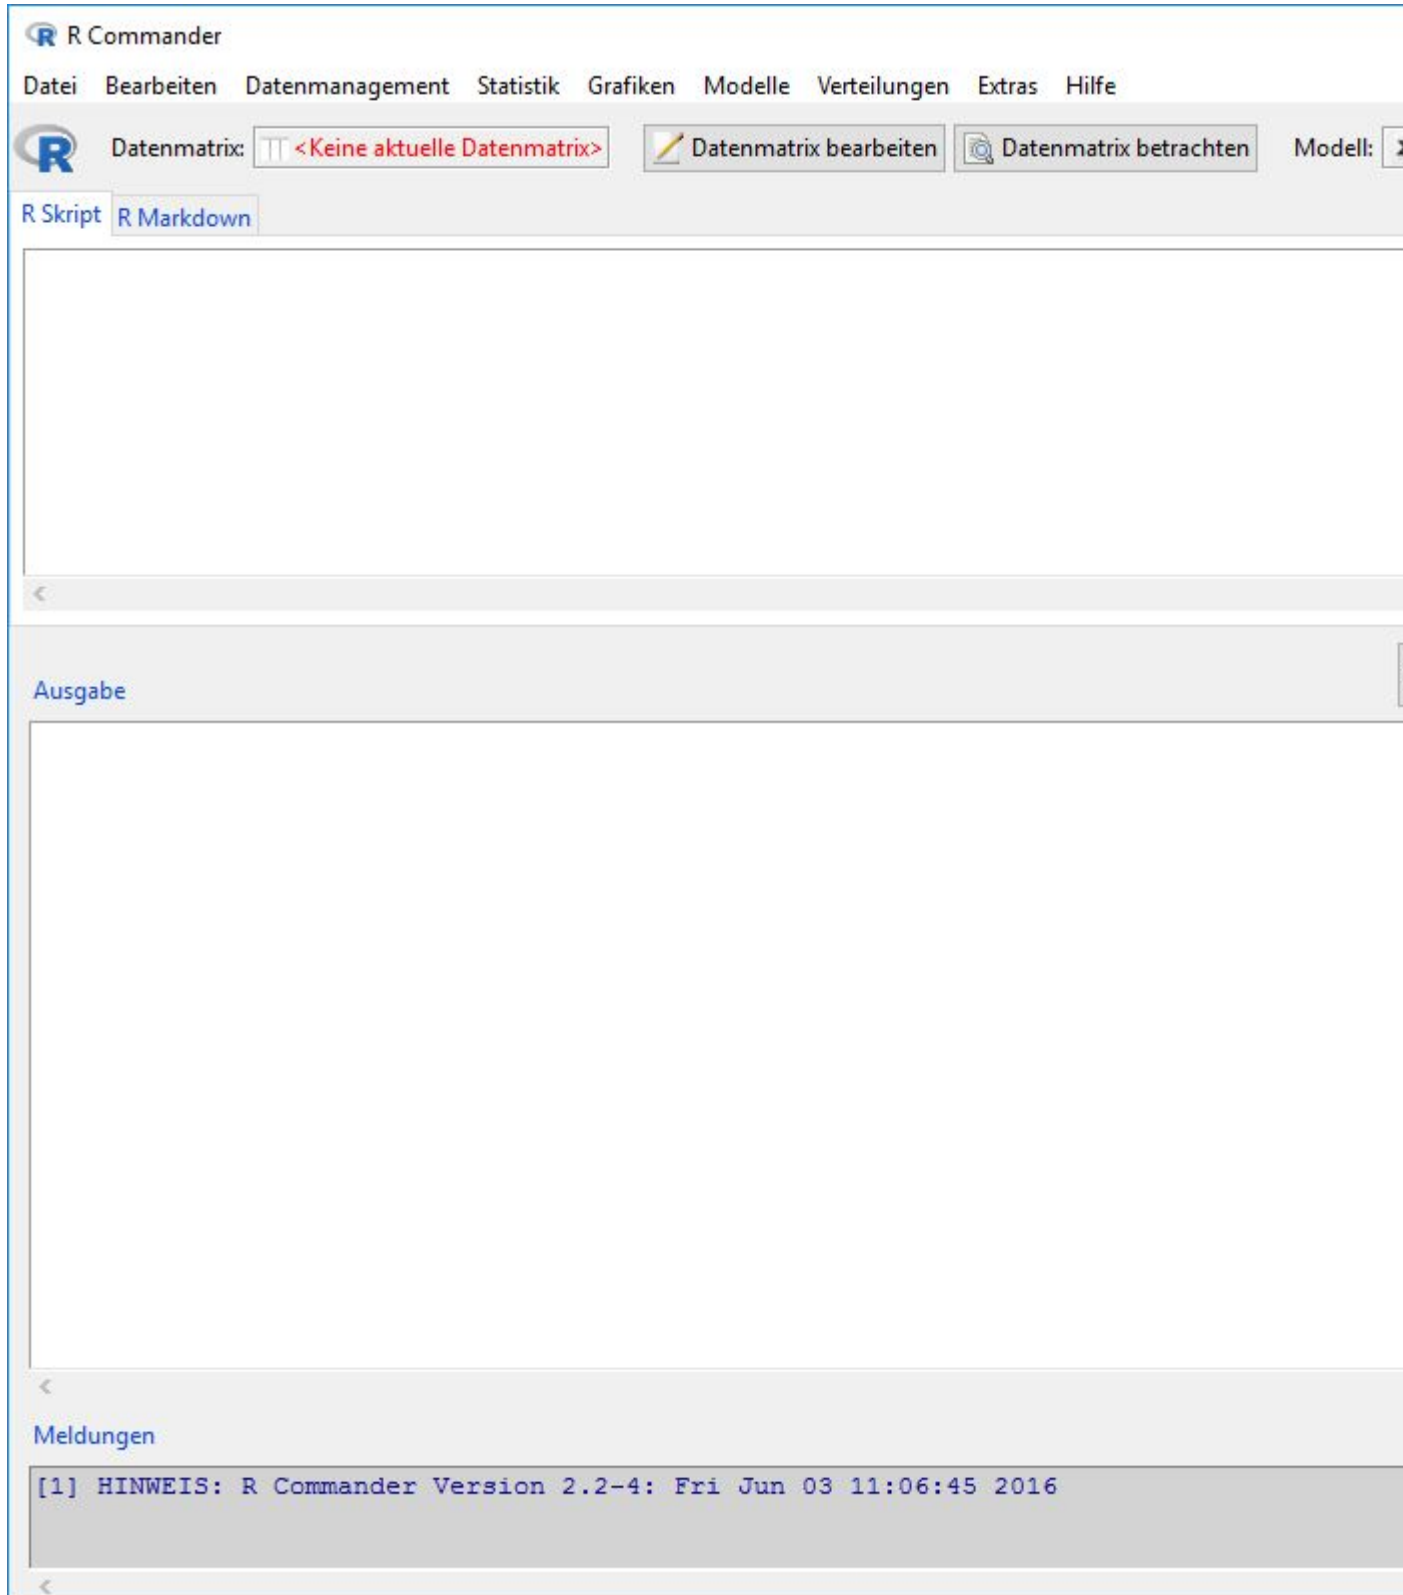 R Commander
Datei Bearbeiten Datenmanagement Statistik Grafiken Modelle Verteilungen Extras Hilfe
R Datenmatrix: <Keine aktuelle Datenmatrix> Datenmatrix bearbeiten Datenmatrix betrachten Modell:
R Skript R Markdown
Ausgabe
Meldungen
[1] HINWEIS: R Commander Version 2.2-4: Fri Jun 03 11:06:45 2016